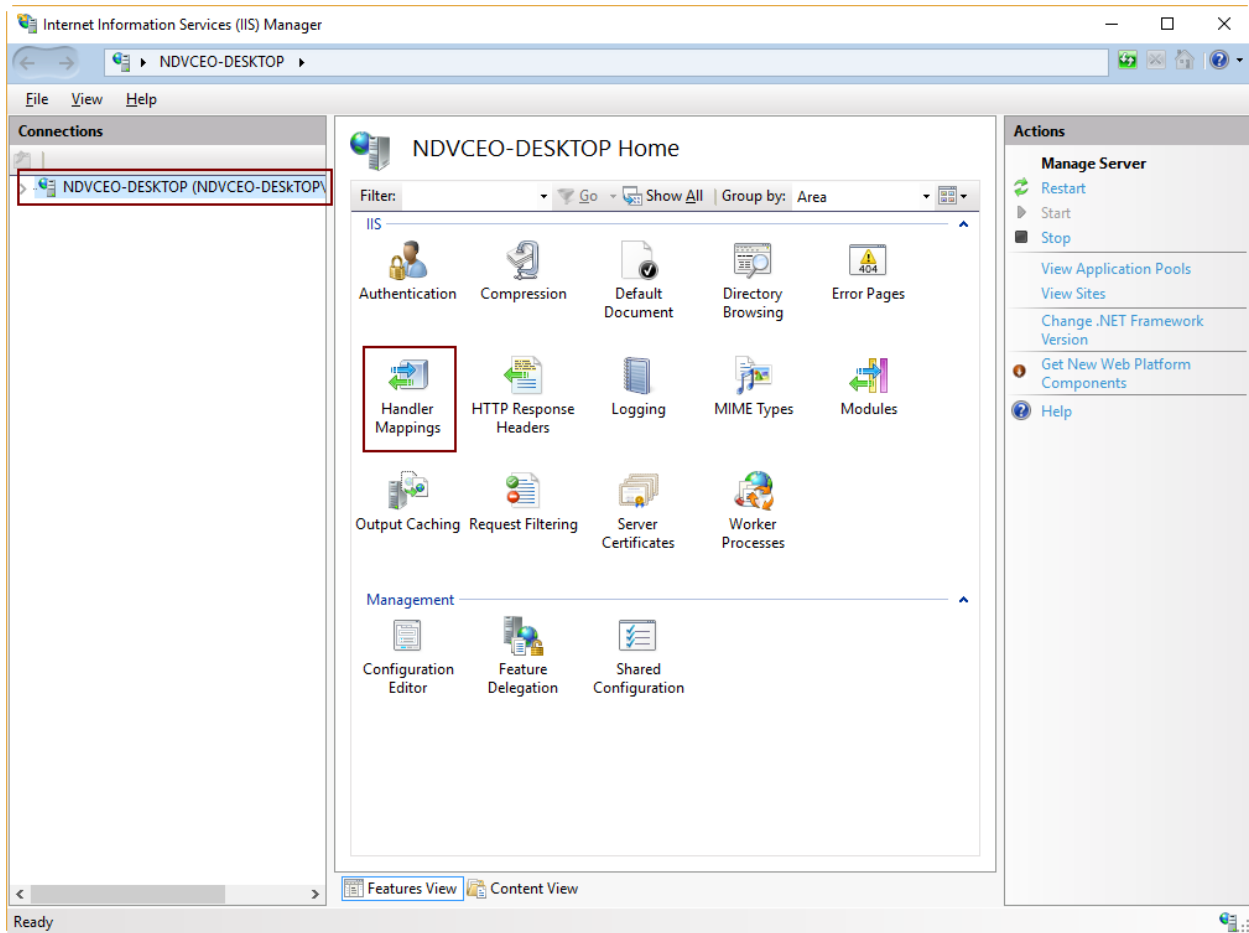 Internet Information Services (IIS) Manager
NDVCEO-DESKTOP
File View Help
Connections
NDVCEO-DESKTOP (NDVCEO-DESkTOP\
NDVCEO-DESKTOP Home
Filter: Go Show All Group by: Area
IIS
Authentication
Compression
Default
Document
Directory
Browsing
404
Error Pages
Handler
Mappings
HTTP Response
Headers
Logging
MIME Types
Modules
Output Caching
Request Filtering
Server
Certificates
Worker
Processes
Management
Configuration
Editor
Feature
Delegation
Shared
Configuration
Features View
Content View
Actions
Manage Server
Restart
Start
Stop
View Application Pools
View Sites
Change .NET Framework
Version
Get New Web Platform
Components
Help
Ready